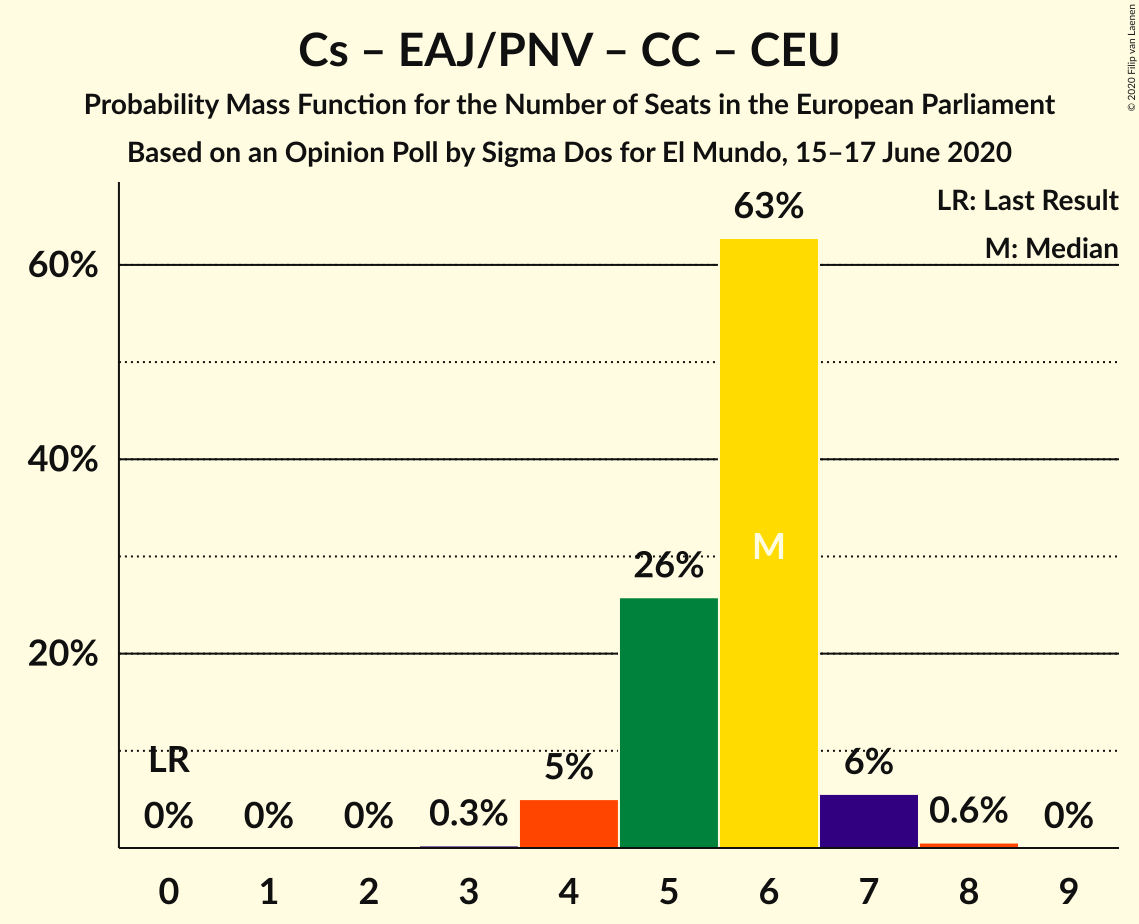 Cs – EAJ/PNV – CC – CEU
Probability Mass Function for the Number of Seats in the European Parliament
Based on an Opinion Poll by Sigma Dos for El Mundo, 15–17 June 2020
© 2020 Filip van Laenen
LR: Last Result
M: Median
63%
60%
40%
M
26%
20%
LR
5%
6%
0%
0%
0%
0.3%
0.6%
0%
0 1 2 3 4 5 6 7 8 9